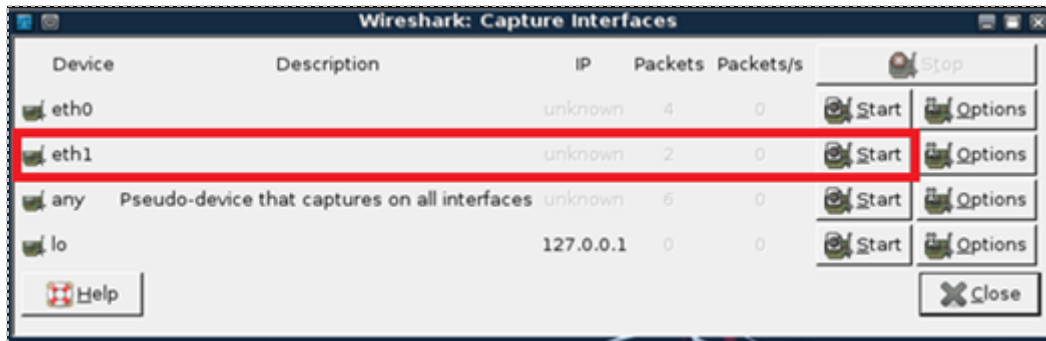 Wireshark: Capture Interfaces
Device Description IP Packets Packets/s Stop
eth0 unknown 4 0 Start Options
eth1 unknown 2 0 Start Options
any Pseudo-device that captures on all interfaces unknown 6 0 Start Options
lo 127.0.0.1 0 0 Start Options
Help Close